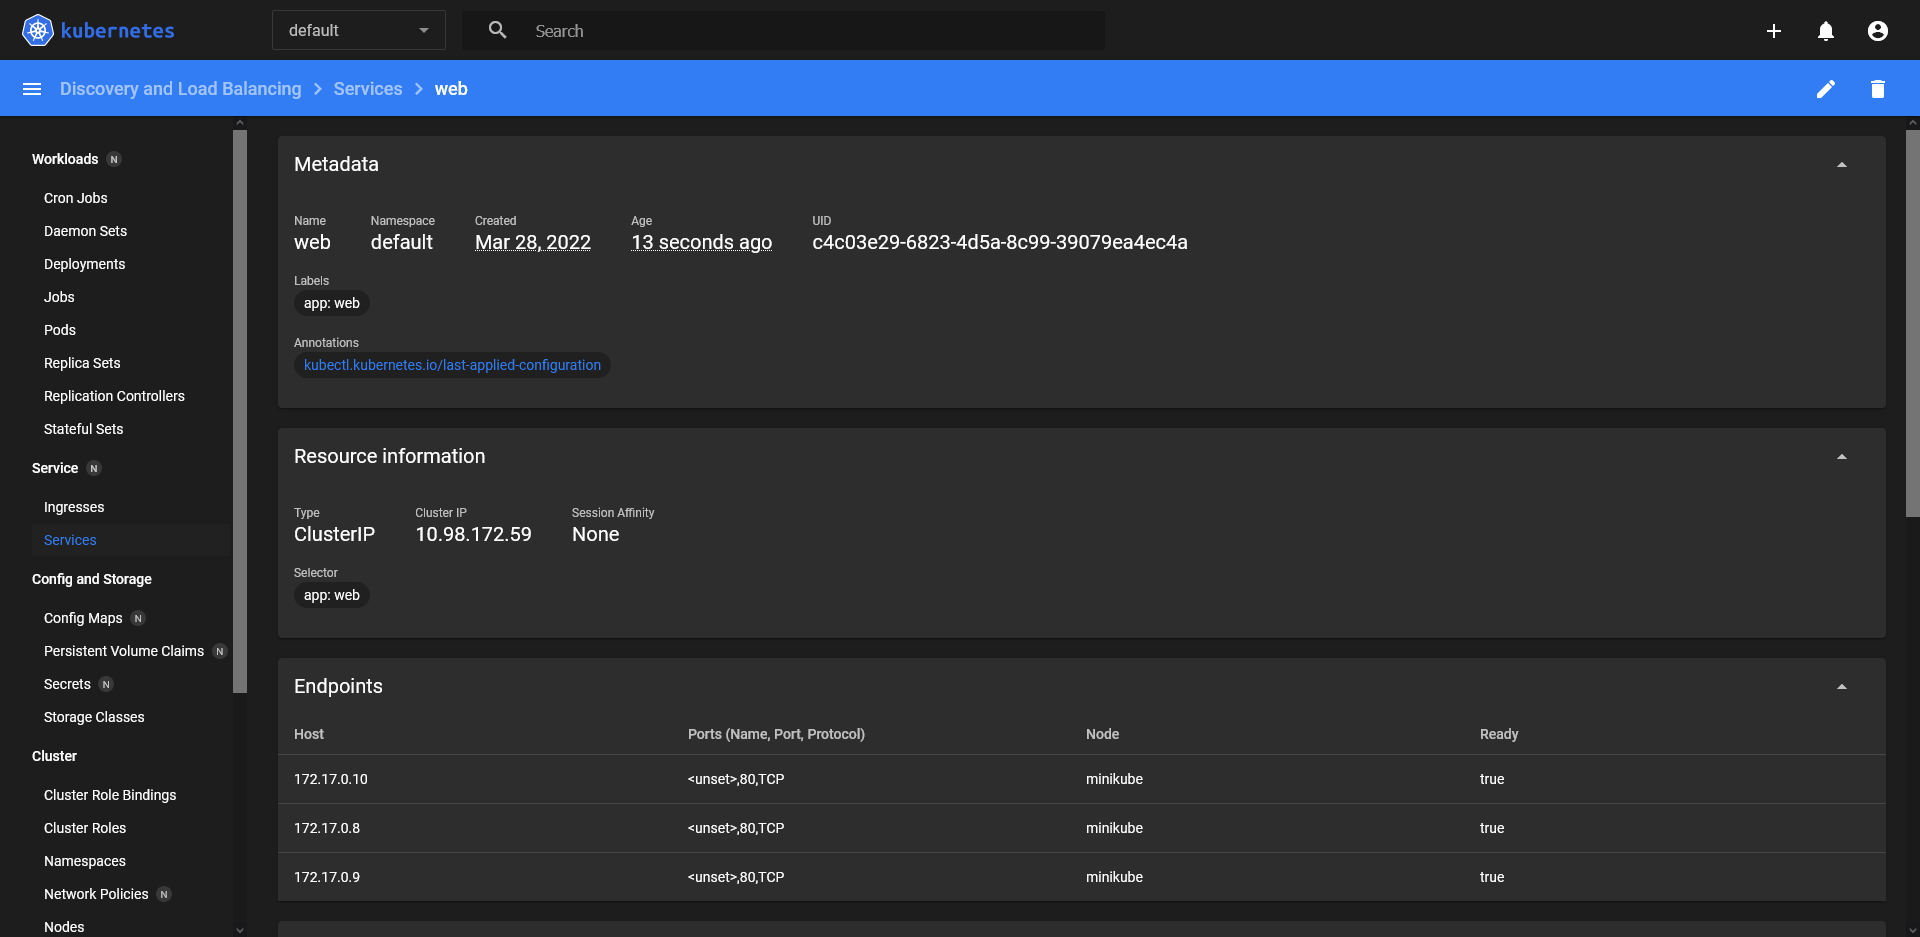 kubernetes
default
Search
Discovery and Load Balancing > Services > web
Workloads N
Cron Jobs
Daemon Sets
Deployments
Jobs
Pods
Replica Sets
Replication Controllers
Stateful Sets
Service N
Ingresses
Services
Config and Storage
Config Maps N
Persistent Volume Claims N
Secrets N
Storage Classes
Cluster
Cluster Role Bindings
Cluster Roles
Namespaces
Network Policies N
Nodes
Metadata
Name Namespace Created Age UID
web default Mar 28, 2022 13 seconds ago c4c03e29-6823-4d5a-8c99-39079ea4ec4a
Labels
app: web
Annotations
kubectl.kubernetes.io/last-applied-configuration
Resource information
Type Cluster IP Session Affinity
ClusterIP 10.98.172.59 None
Selector
app: web
Endpoints
Host Ports (Name, Port, Protocol) Node Ready
172.17.0.10 <unset>,80,TCP minikube true
172.17.0.8 <unset>,80,TCP minikube true
172.17.0.9 <unset>,80,TCP minikube true